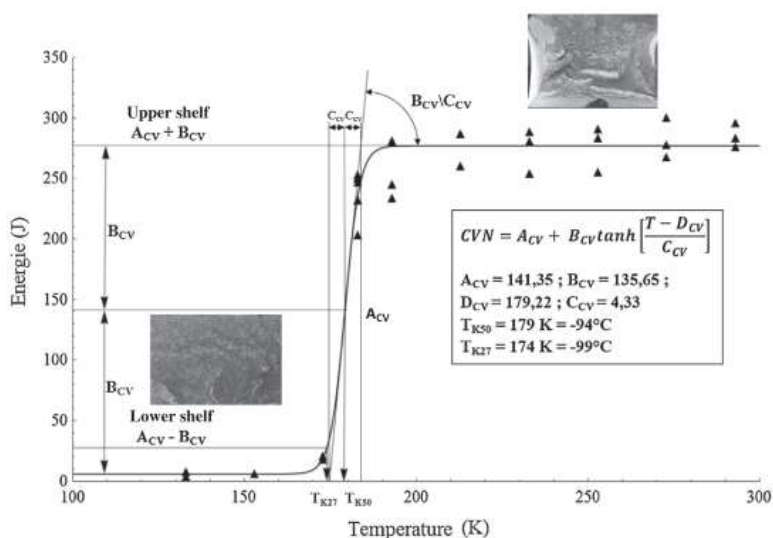 350
300
250
200
150
100
50
0
Energie (J)
Upper shelf
A_CV + B_CV
B_CV
B_CV
Lower shelf
A_CV - B_CV
C_CV C_CV
B_CV\C_CV
A_CV
CVN = A_CV + B_CV tanh [T − D_CV / C_CV]
A_CV = 141,35 ; B_CV = 135,65 ;
D_CV = 179,22 ; C_CV = 4,33
T_K50 = 179 K = -94°C
T_K27 = 174 K = -99°C
100 150 200 250 300
T_K27 T_K50
Temperature (K)